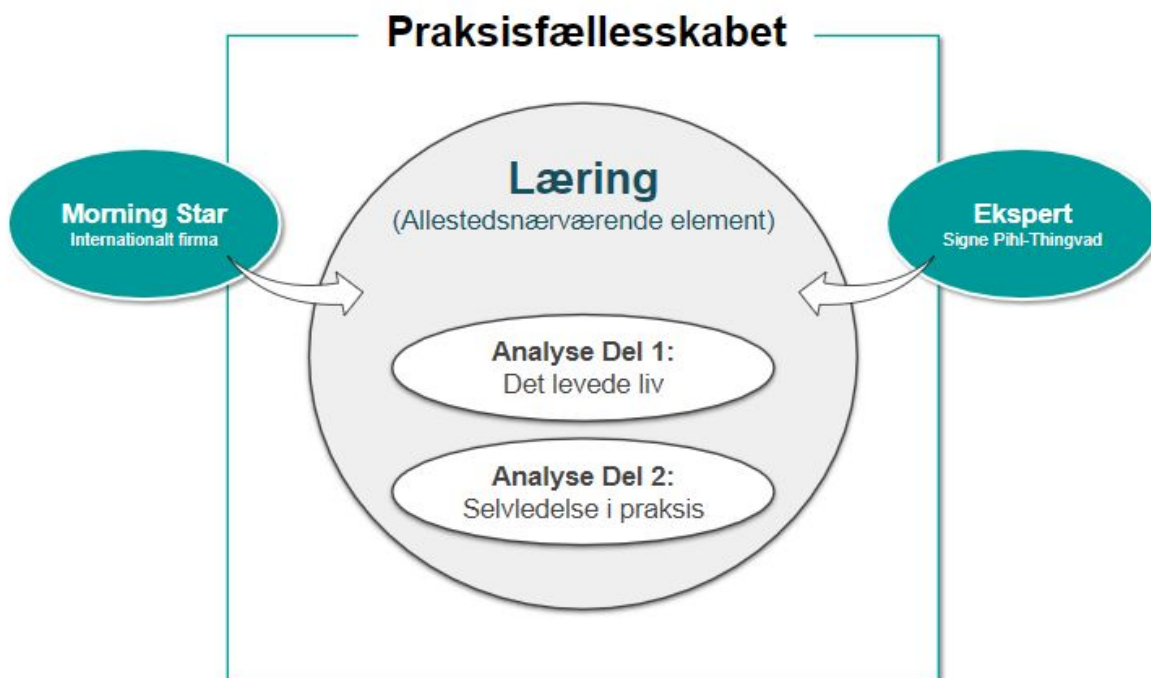 Praksisfællesskabet
Læring
(Allestedsnærværende element)
Morning Star
Internationalt firma
Ekspert
Signe Pihl-Thingvad
Analyse Del 1:
Det levede liv
Analyse Del 2:
Selvledelse i praksis